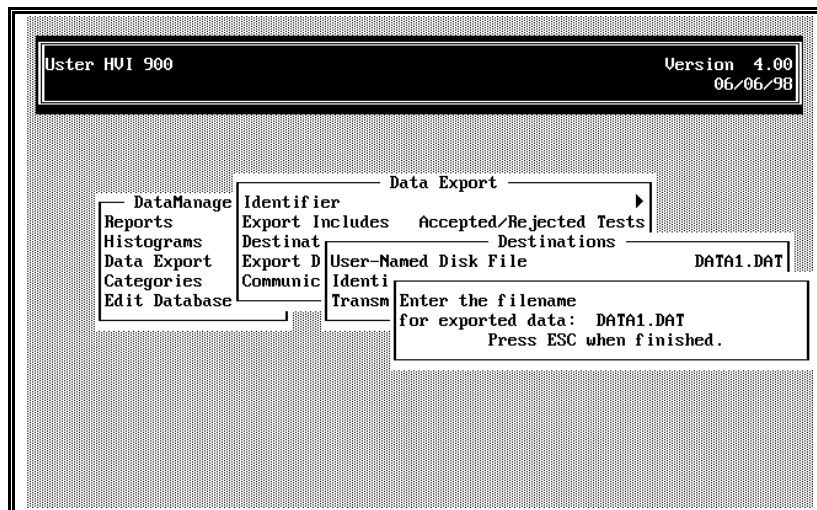 Uster HVI 900 Version 4.00
06/06/98
Data Export
DataManage Identifier
Reports Export Includes Accepted/Rejected Tests
Histograms Destinat Destinations
Data Export Export D User-Named Disk File DATA1.DAT
Categories Communic Identi
Edit Database Transm Enter the filename
for exported data: DATA1.DAT
Press ESC when finished.